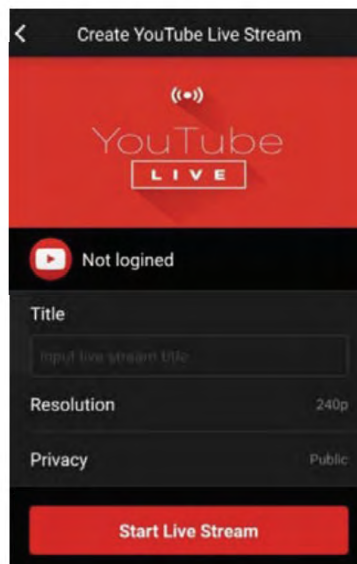 Create YouTube Live Stream
YouTube
LIVE
Not logined
Title
Input live stream title
Resolution 240p
Privacy Public
Start Live Stream